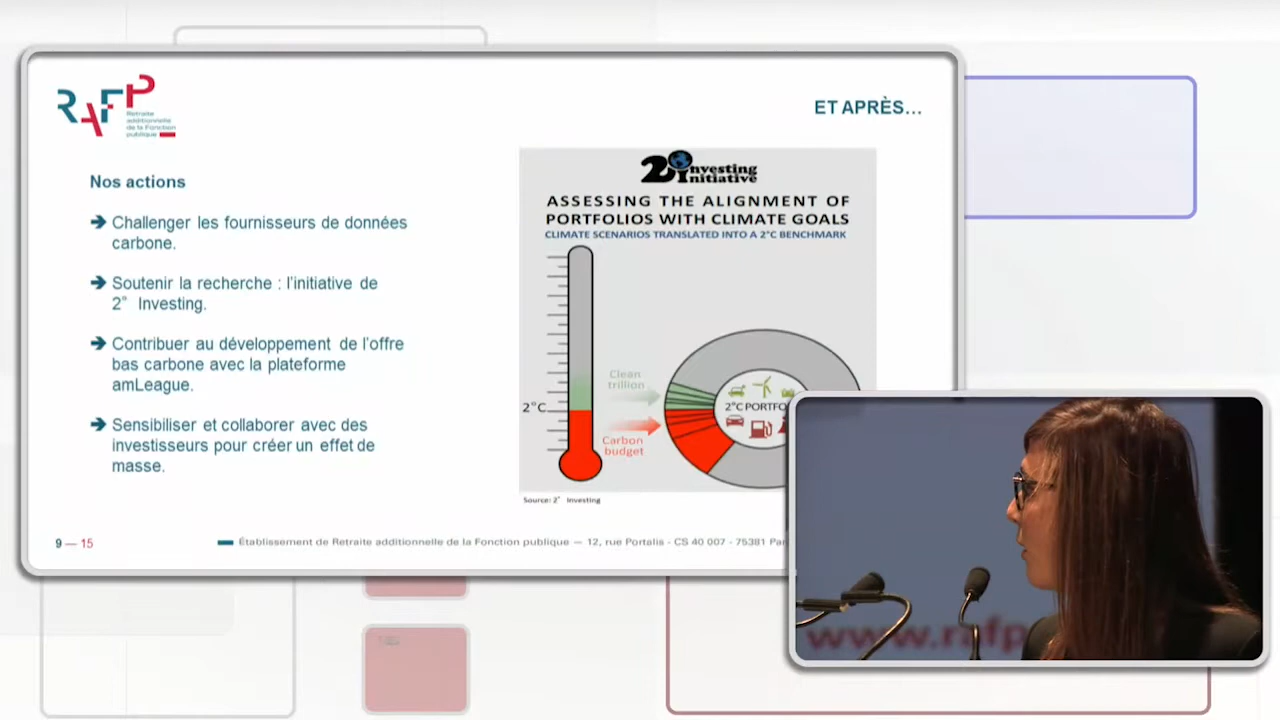 RAFP
Retraite
additionnelle
de la Fonction
publique
ET APRÈS...
Nos actions
➔ Challenger les fournisseurs de données
carbone.
➔ Soutenir la recherche : l'initiative de
2° Investing.
➔ Contribuer au développement de l'offre
bas carbone avec la plateforme
amLeague.
➔ Sensibiliser et collaborer avec des
investisseurs pour créer un effet de
masse.
2° Investing
Initiative
ASSESSING THE ALIGNMENT OF
PORTFOLIOS WITH CLIMATE GOALS
CLIMATE SCENARIOS TRANSLATED INTO A 2°C BENCHMARK
Clean
trillion
2°C
2°C PORTFO
Carbon
budget
Source: 2° Investing
9 — 15
Établissement de Retraite additionnelle de la Fonction publique — 12, rue Portalis - CS 40 007 - 75381 Par
www.rafp